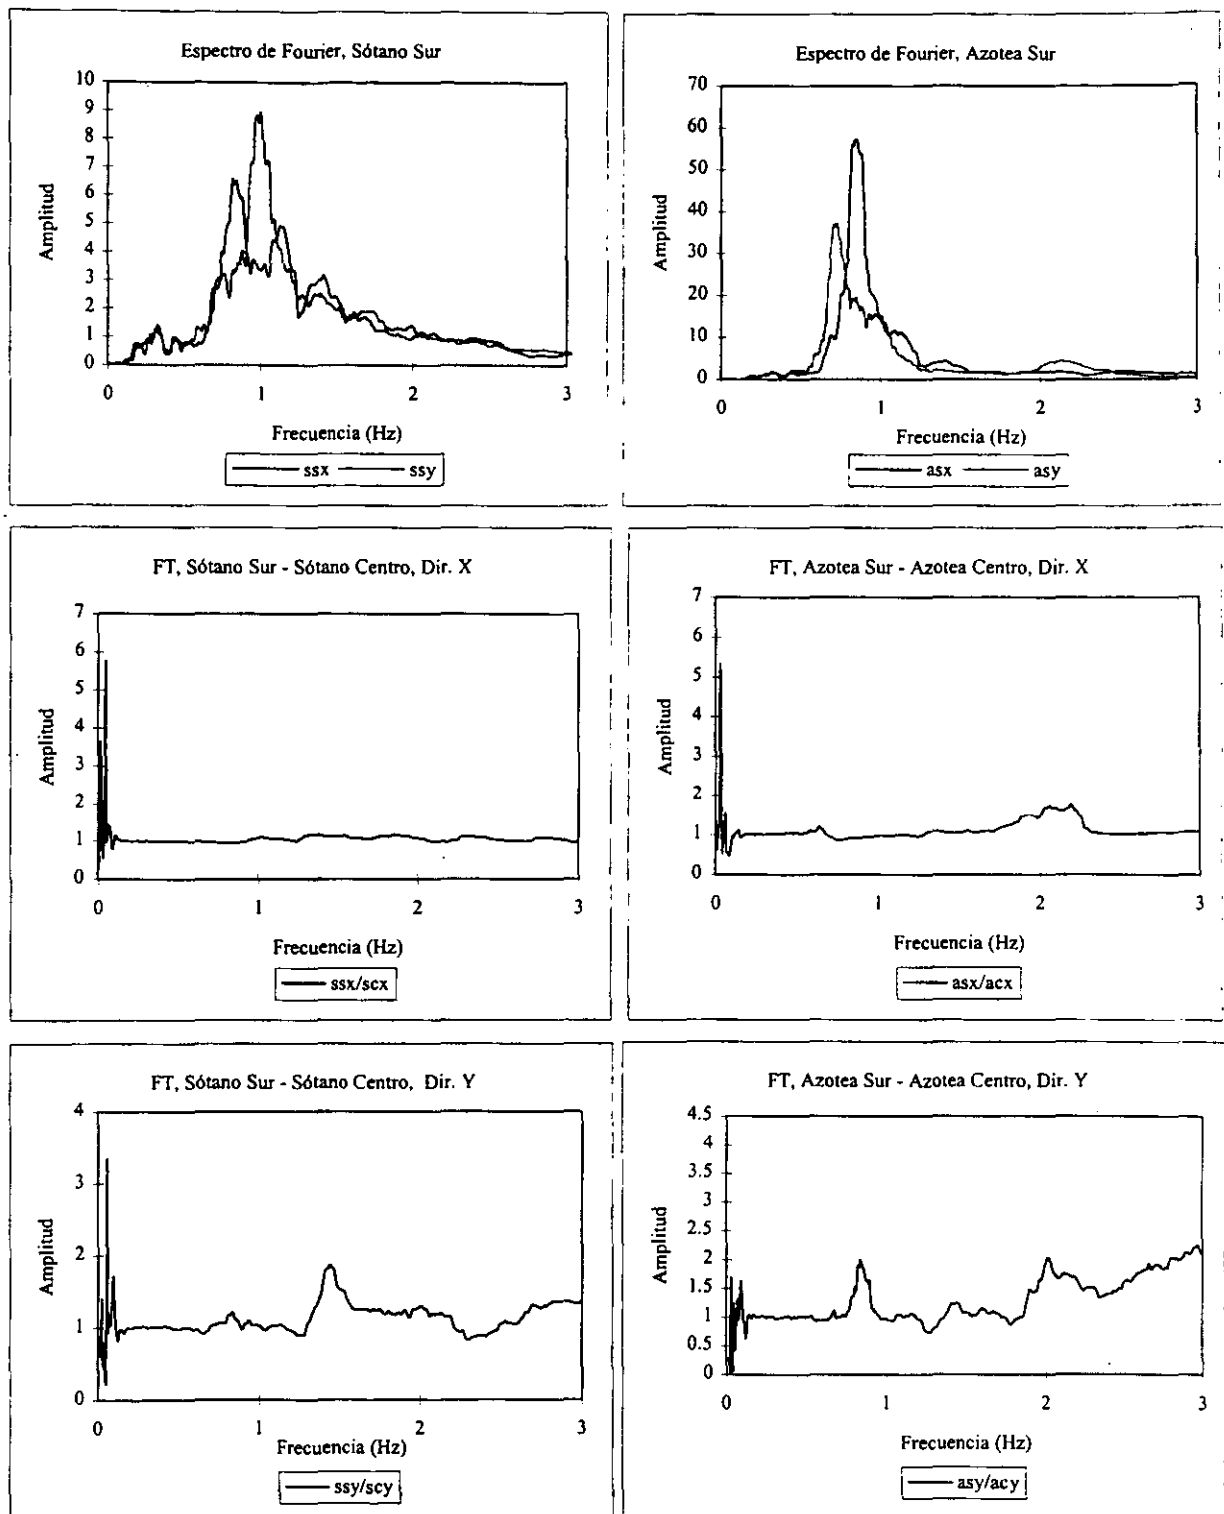 Espectro de Fourier, Sótano Sur
10
9
8
7
6
5
4
3
2
1
0
Amplitud
0 1 2 3
Frecuencia (Hz)
ssx ssy
Espectro de Fourier, Azotea Sur
70
60
50
40
30
20
10
0
Amplitud
0 1 2 3
Frecuencia (Hz)
asx asy
FT, Sótano Sur - Sótano Centro, Dir. X
7
6
5
4
3
2
1
0
Amplitud
0 1 2 3
Frecuencia (Hz)
ssx/scx
FT, Azotea Sur - Azotea Centro, Dir. X
7
6
5
4
3
2
1
0
Amplitud
0 1 2 3
Frecuencia (Hz)
asx/acx
FT, Sótano Sur - Sótano Centro, Dir. Y
4
3
2
1
0
Amplitud
0 1 2 3
Frecuencia (Hz)
ssy/scy
FT, Azotea Sur - Azotea Centro, Dir. Y
4.5
4
3.5
3
2.5
2
1.5
1
0.5
0
Amplitud
0 1 2 3
Frecuencia (Hz)
asy/acy